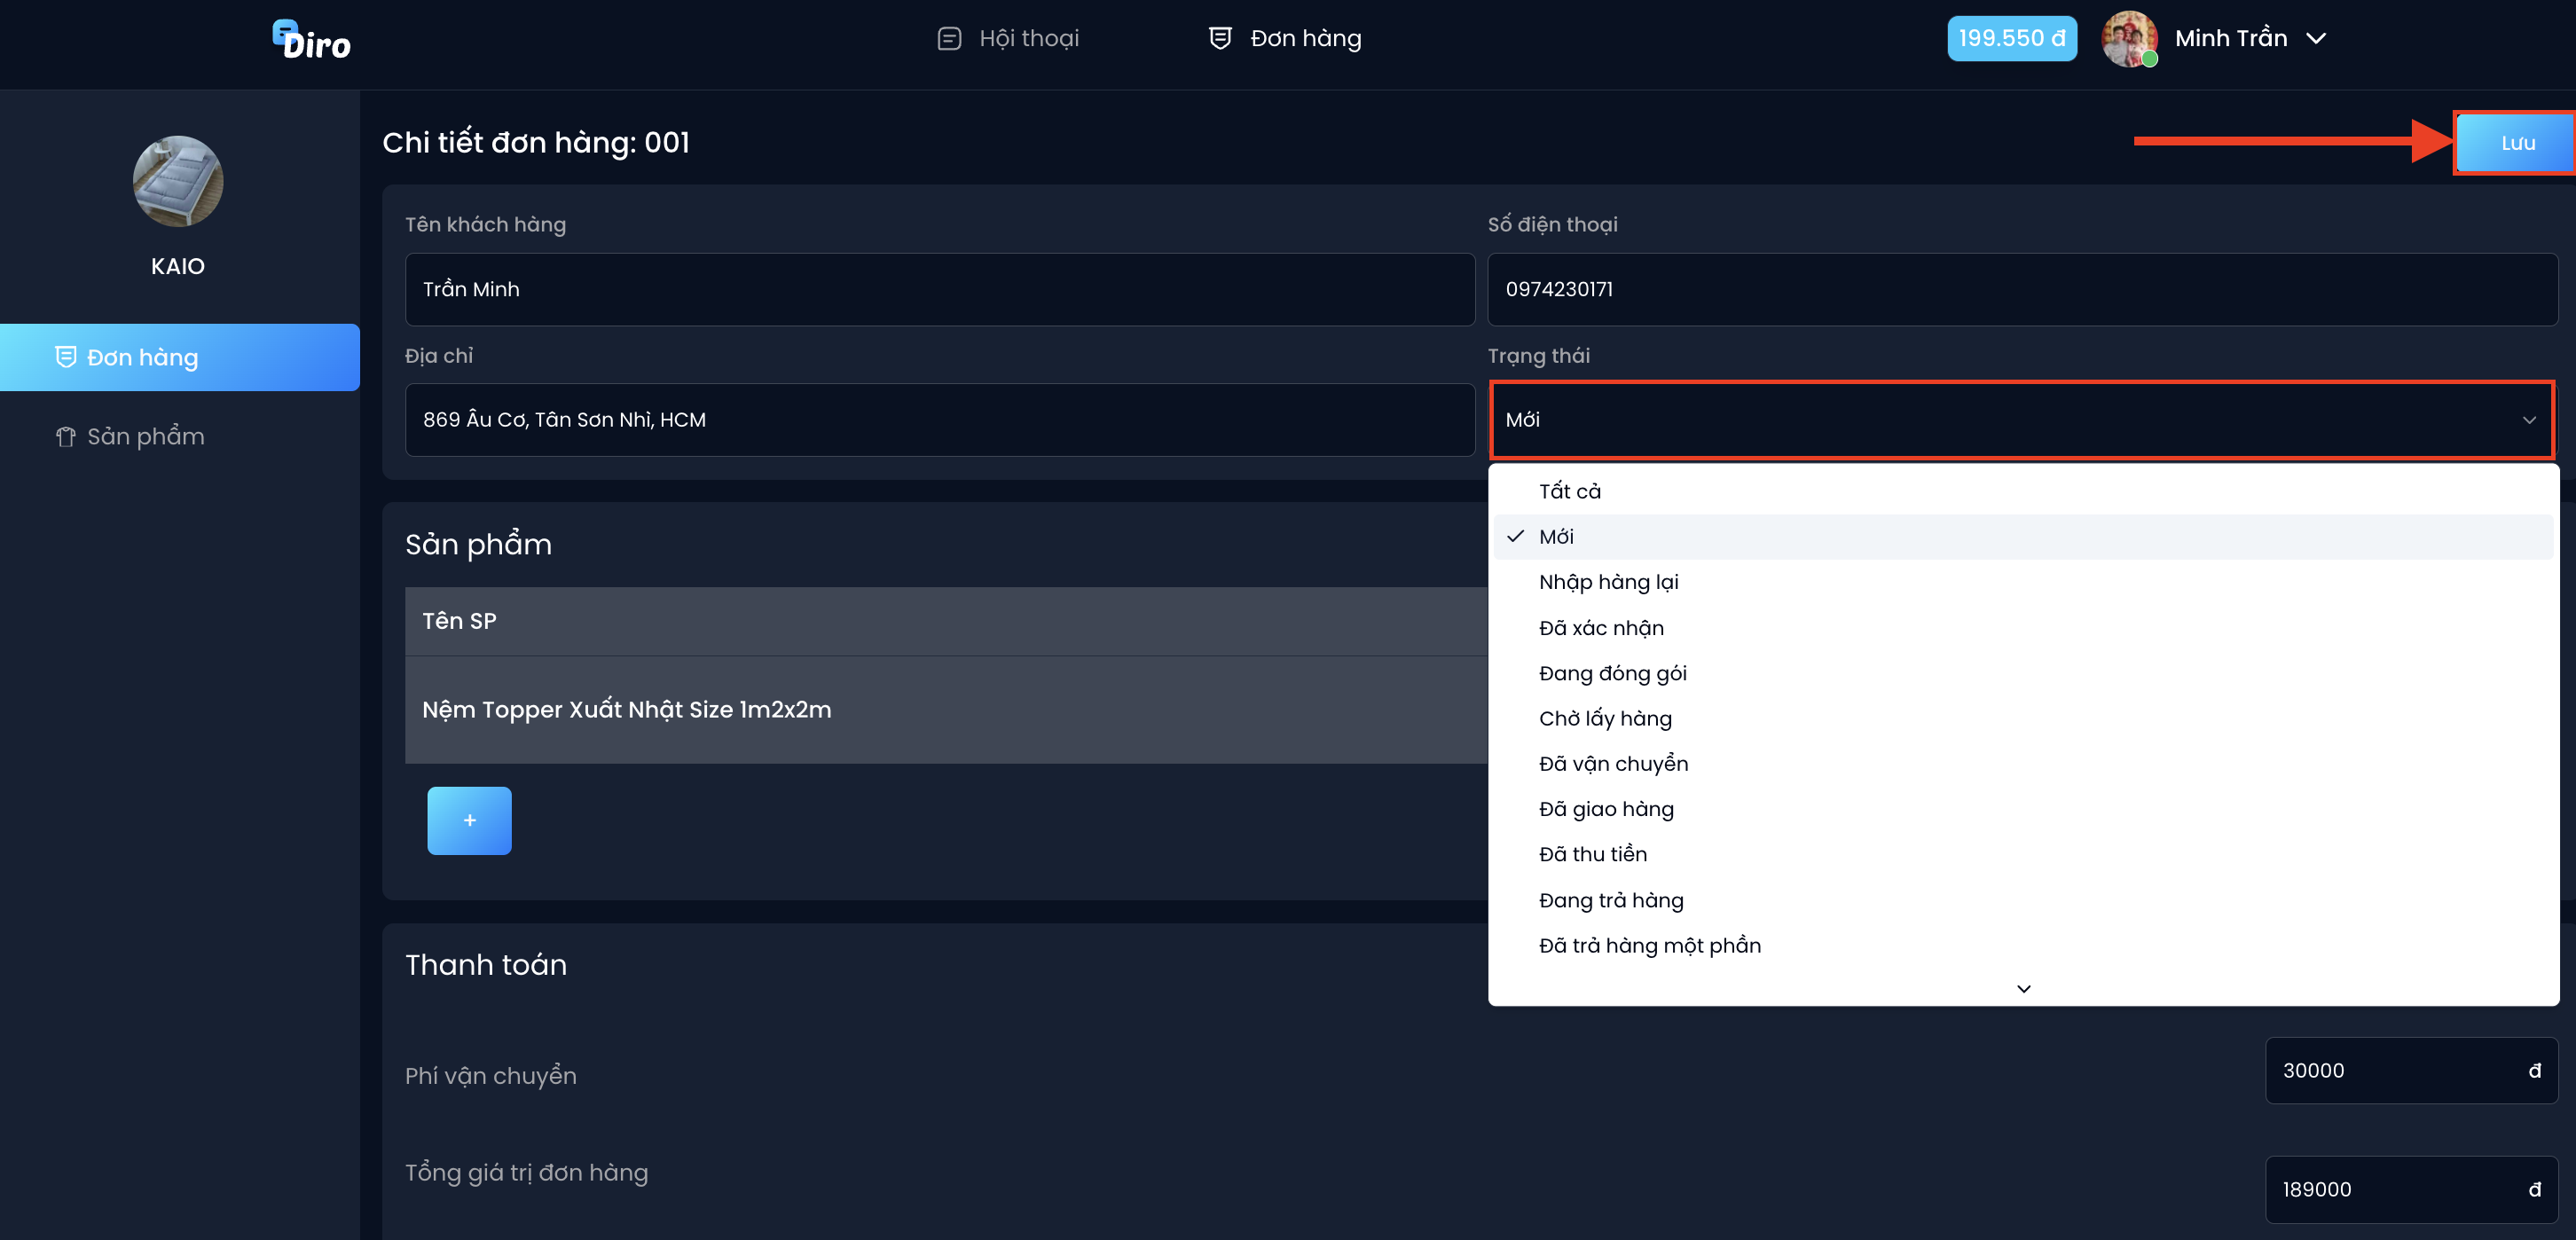 Diro
Hội thoại
Đơn hàng
199.550 đ
Minh Trần
KAIO
Đơn hàng
Sản phẩm
Chi tiết đơn hàng: 001
Lưu
Tên khách hàng
Số điện thoại
Trần Minh
0974230171
Địa chỉ
Trạng thái
869 Âu Cơ, Tân Sơn Nhì, HCM
Mới
Tất cả
Mới
Nhập hàng lại
Đã xác nhận
Đang đóng gói
Chờ lấy hàng
Đã vận chuyển
Đã giao hàng
Đã thu tiền
Đang trả hàng
Đã trả hàng một phần
Sản phẩm
Tên SP
Nệm Topper Xuất Nhật Size 1m2x2m
+
Thanh toán
Phí vận chuyển
30000 đ
Tổng giá trị đơn hàng
189000 đ